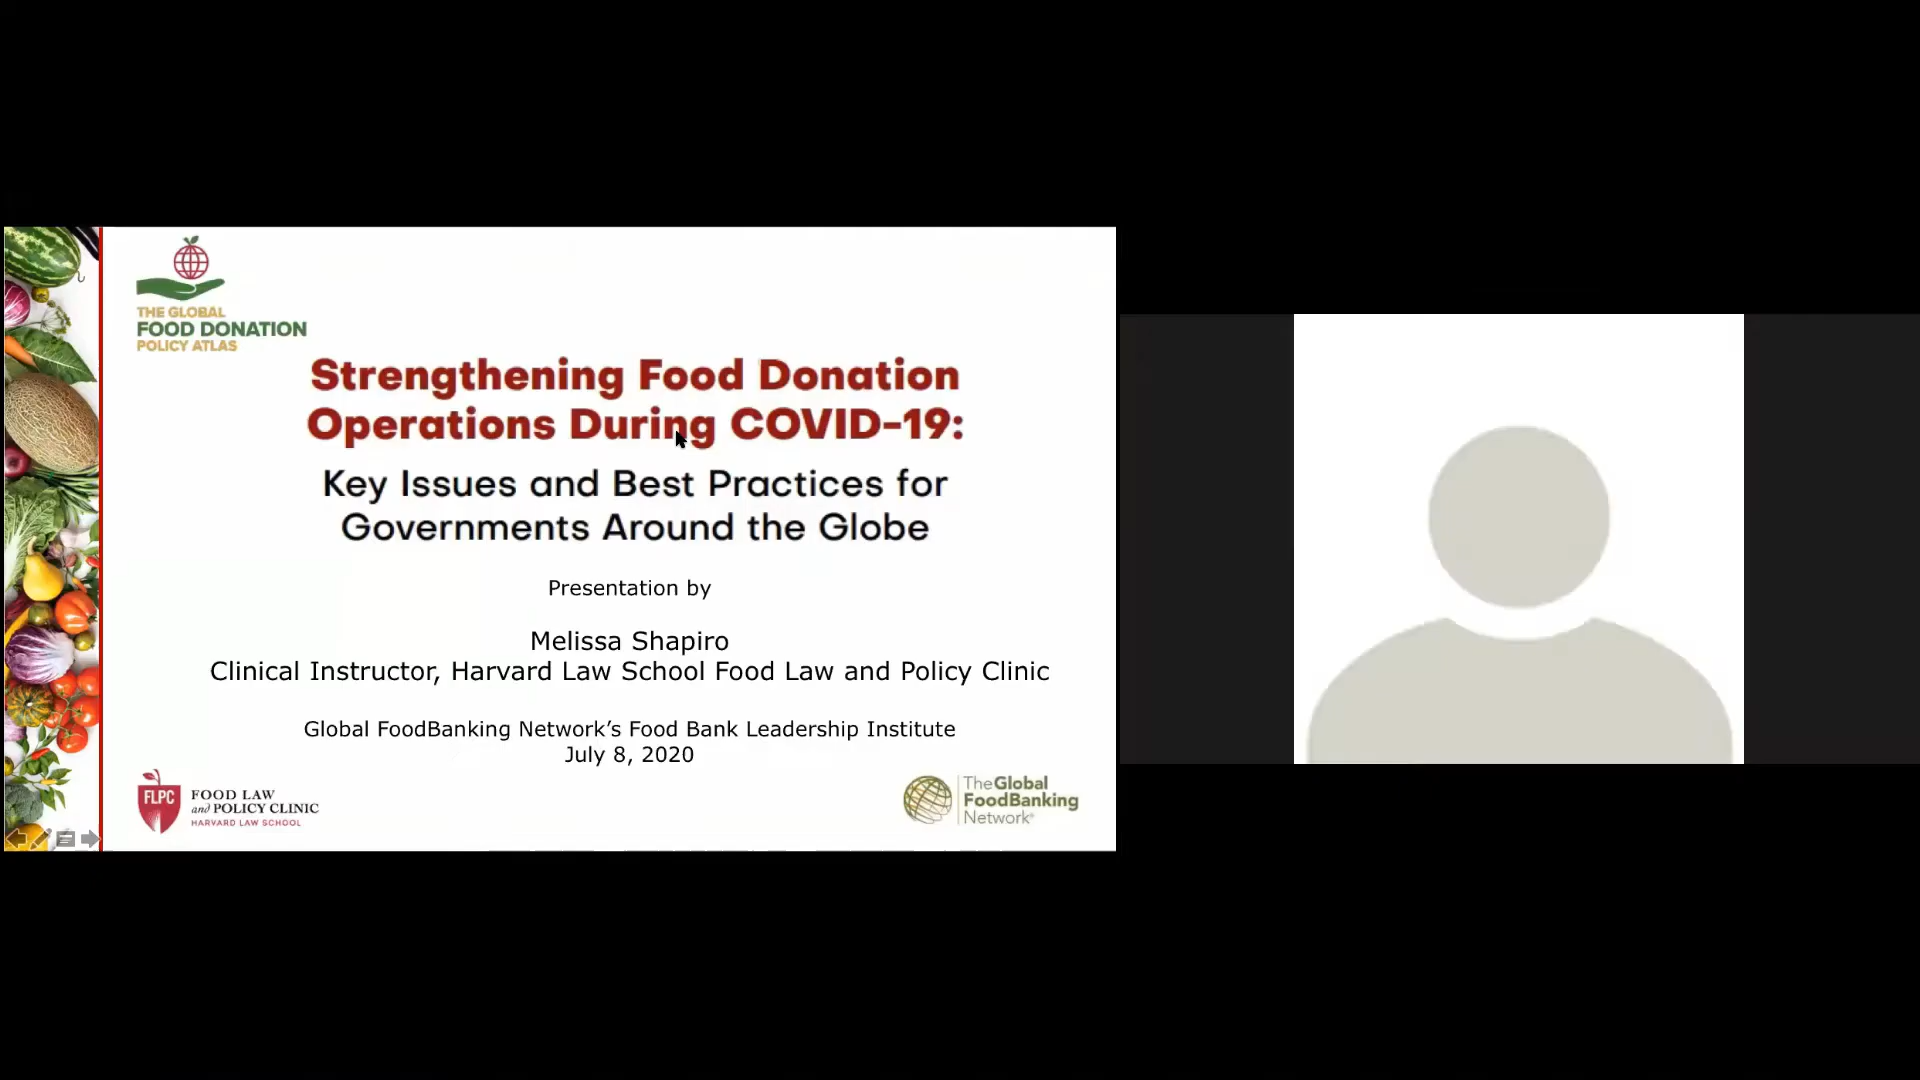 THE GLOBAL
FOOD DONATION
POLICY ATLAS
Strengthening Food Donation
Operations During COVID-19:
Key Issues and Best Practices for
Governments Around the Globe
Presentation by
Melissa Shapiro
Clinical Instructor, Harvard Law School Food Law and Policy Clinic
Global FoodBanking Network’s Food Bank Leadership Institute
July 8, 2020
FLPC
FOOD LAW
and POLICY CLINIC
HARVARD LAW SCHOOL
The Global
FoodBanking
Network®